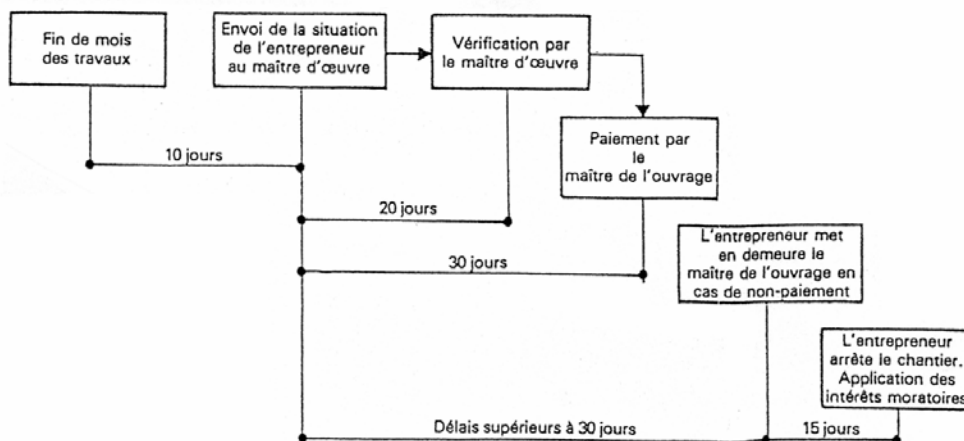 Fin de mois
des travaux
Envoi de la situation
de l'entrepreneur
au maître d'œuvre
Vérification par
le maître d'œuvre
Paiement par
le
maître de l'ouvrage
10 jours
20 jours
30 jours
L'entrepreneur met
en demeure le
maître de l'ouvrage en
cas de non-paiement
L'entrepreneur
arrête le chantier.
Application des
intérêts moratoires
Délais supérieurs à 30 jours
15 jours